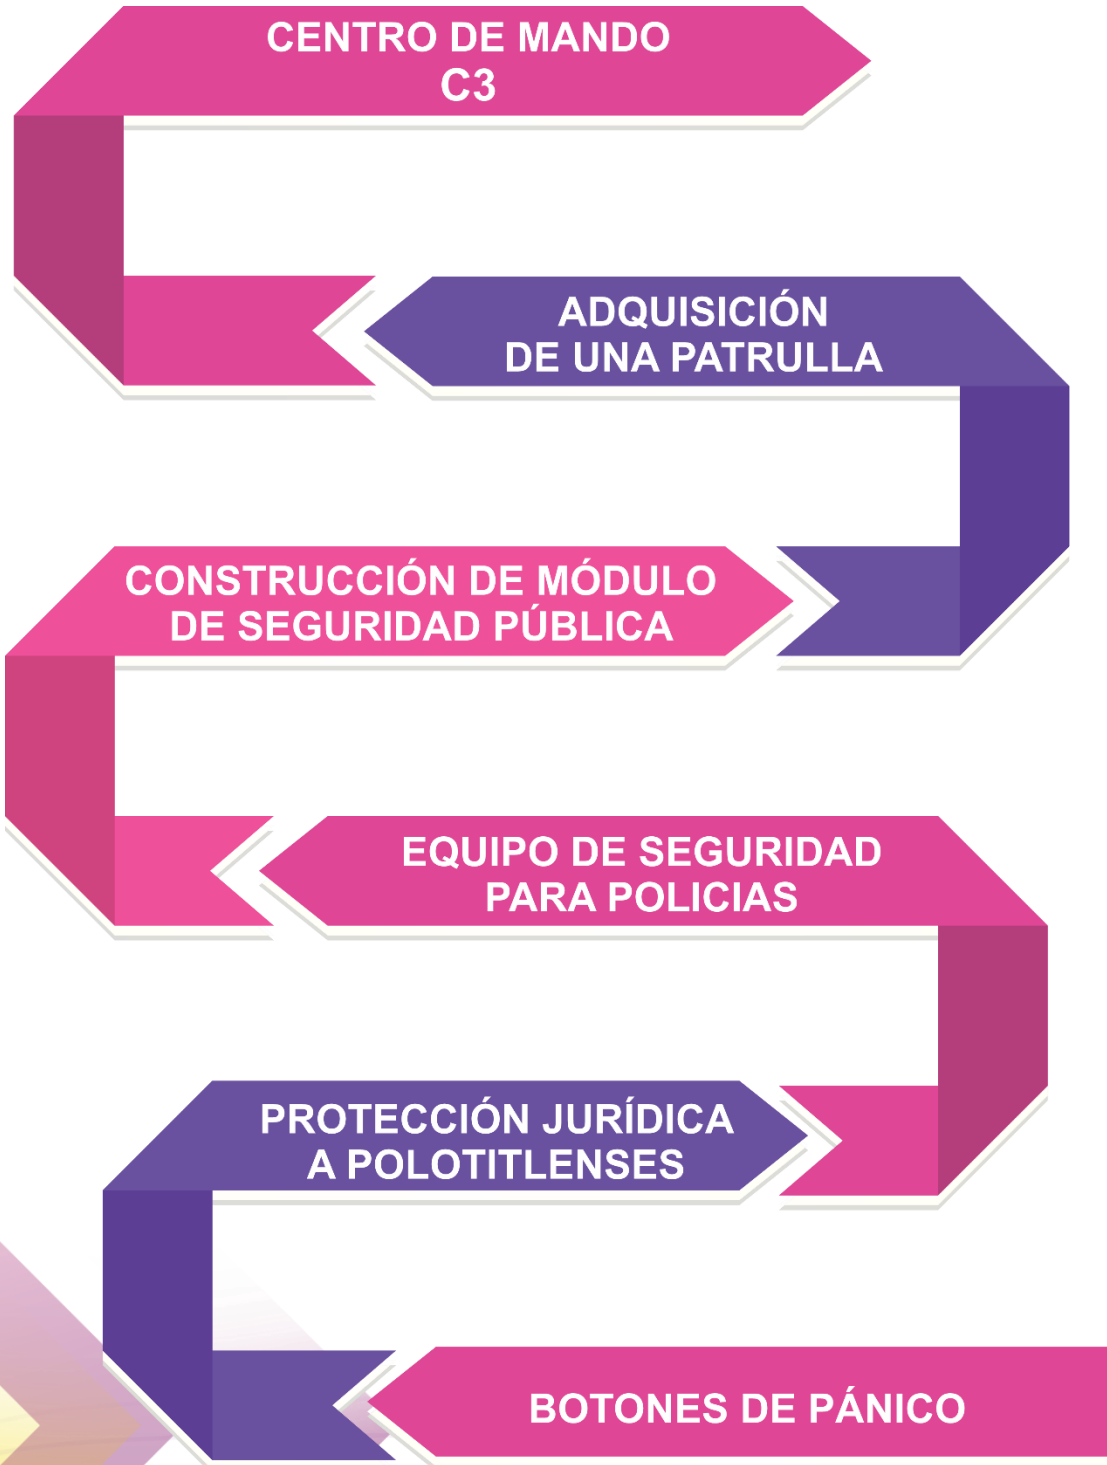 CENTRO DE MANDO
C3
ADQUISICIÓN
DE UNA PATRULLA
CONSTRUCCIÓN DE MÓDULO
DE SEGURIDAD PÚBLICA
EQUIPO DE SEGURIDAD
PARA POLICIAS
PROTECCIÓN JURÍDICA
A POLOTITLENSES
BOTONES DE PÁNICO